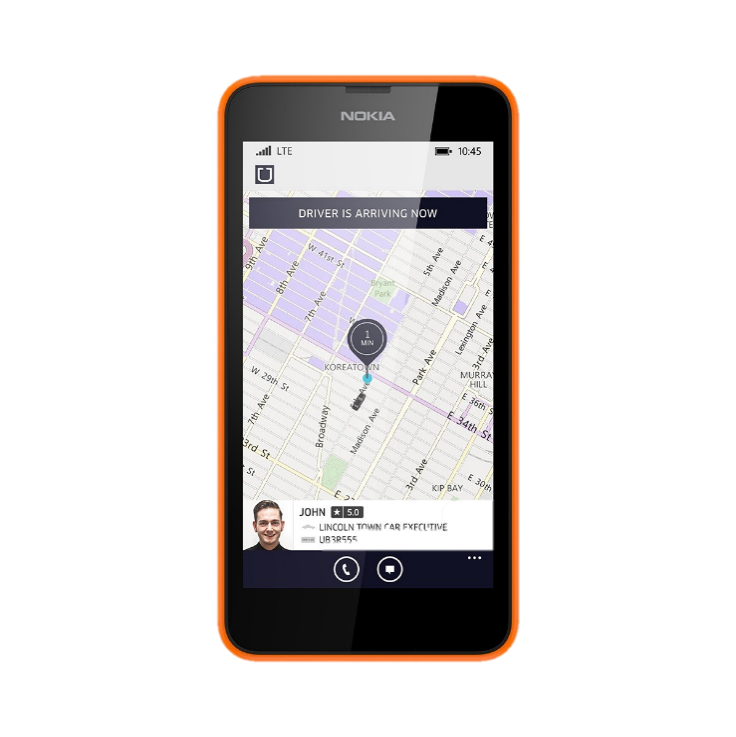 NOKIA
LTE
10:45
DRIVER IS ARRIVING NOW
9th Ave
8th Ave
7th Ave
W 41st St
Bryant
Park
5th Ave
Madison Ave
Lexington Ave
3rd Ave
1
MIN
KOREATOWN
Park Ave
MURRAY
HILL
W 29th St
7th Ave
Broadway
Madison Ave
E 36th S
E 34th St
3rd St
3rd Ave
KIP BAY
E 30th
JOHN ★ 5.0
LINCOLN TOWN CAR EXECUTIVE
UB3R555